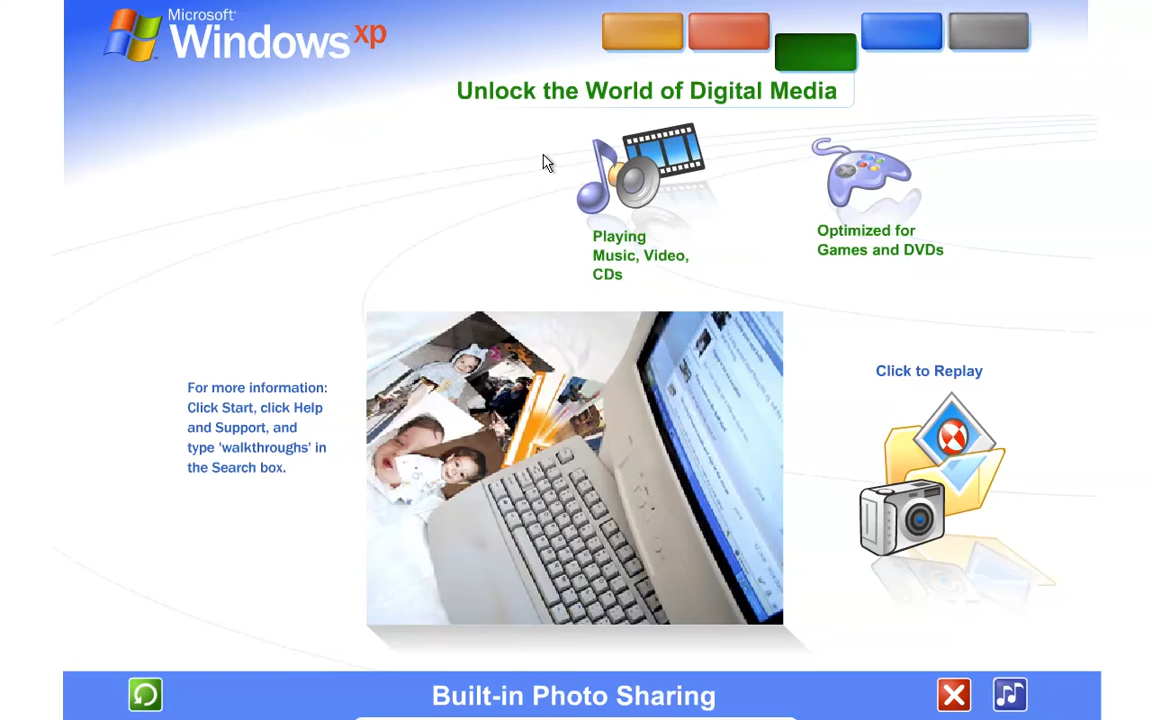 Microsoft
Windows xp
Unlock the World of Digital Media
Playing
Music, Video,
CDs
Optimized for
Games and DVDs
For more information:
Click Start, click Help
and Support, and
type 'walkthroughs' in
the Search box.
Click to Replay
Built-in Photo Sharing